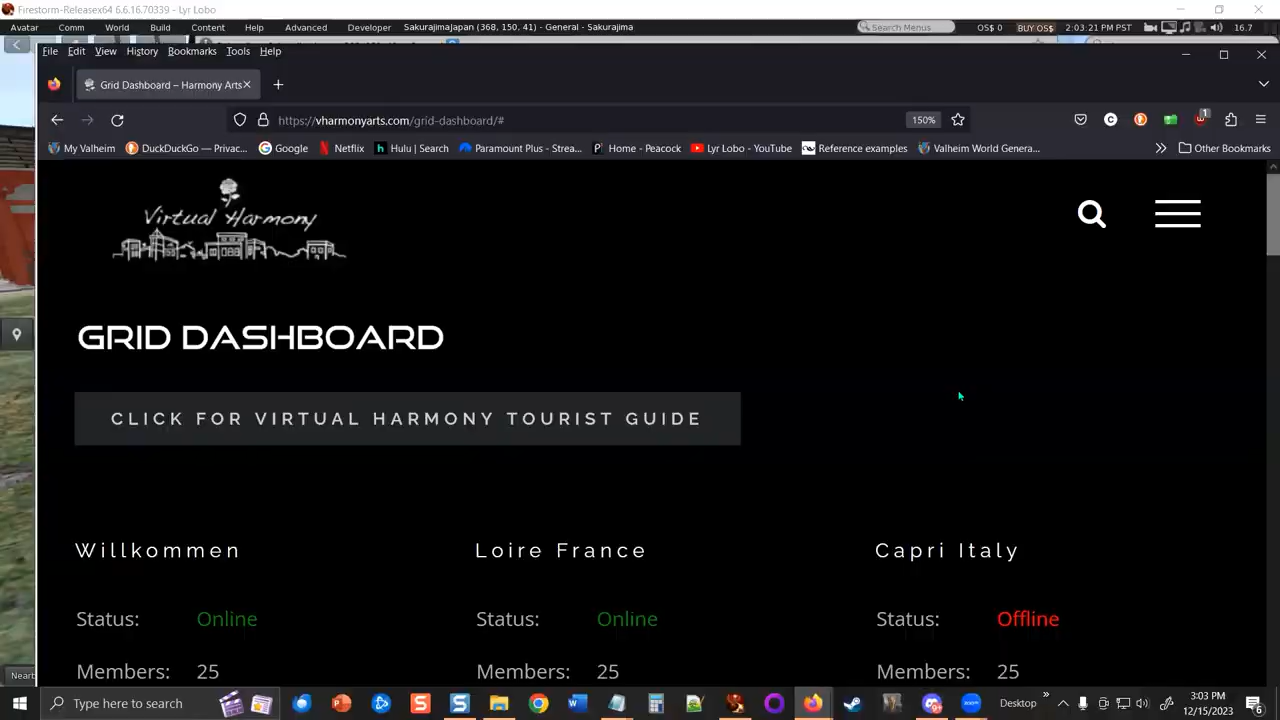 Firestorm-Releasex64 6.6.16.70339 - Lyr Lobo
Avatar Comm World Build Content Help Advanced Developer SakurajimaJapan (368, 150, 41) - General - Sakurajima Search Menus OS$ 0 BUY OS$ 2:03:21 PM PST 16.7
File Edit View History Bookmarks Tools Help
Grid Dashboard – Harmony Arts
https://vharmonyarts.com/grid-dashboard/# 150%
My Valheim DuckDuckGo — Privac... Google Netflix Hulu | Search Paramount Plus - Strea... Home - Peacock Lyr Lobo - YouTube Reference examples Valheim World Genera... Other Bookmarks
Virtual Harmony
GRID DASHBOARD
CLICK FOR VIRTUAL HARMONY TOURIST GUIDE
Willkommen Loire France Capri Italy
Status: Online Status: Online Status: Offline
Members: 25 Members: 25 Members: 25
Type here to search Desktop 3:03 PM
12/15/2023 6